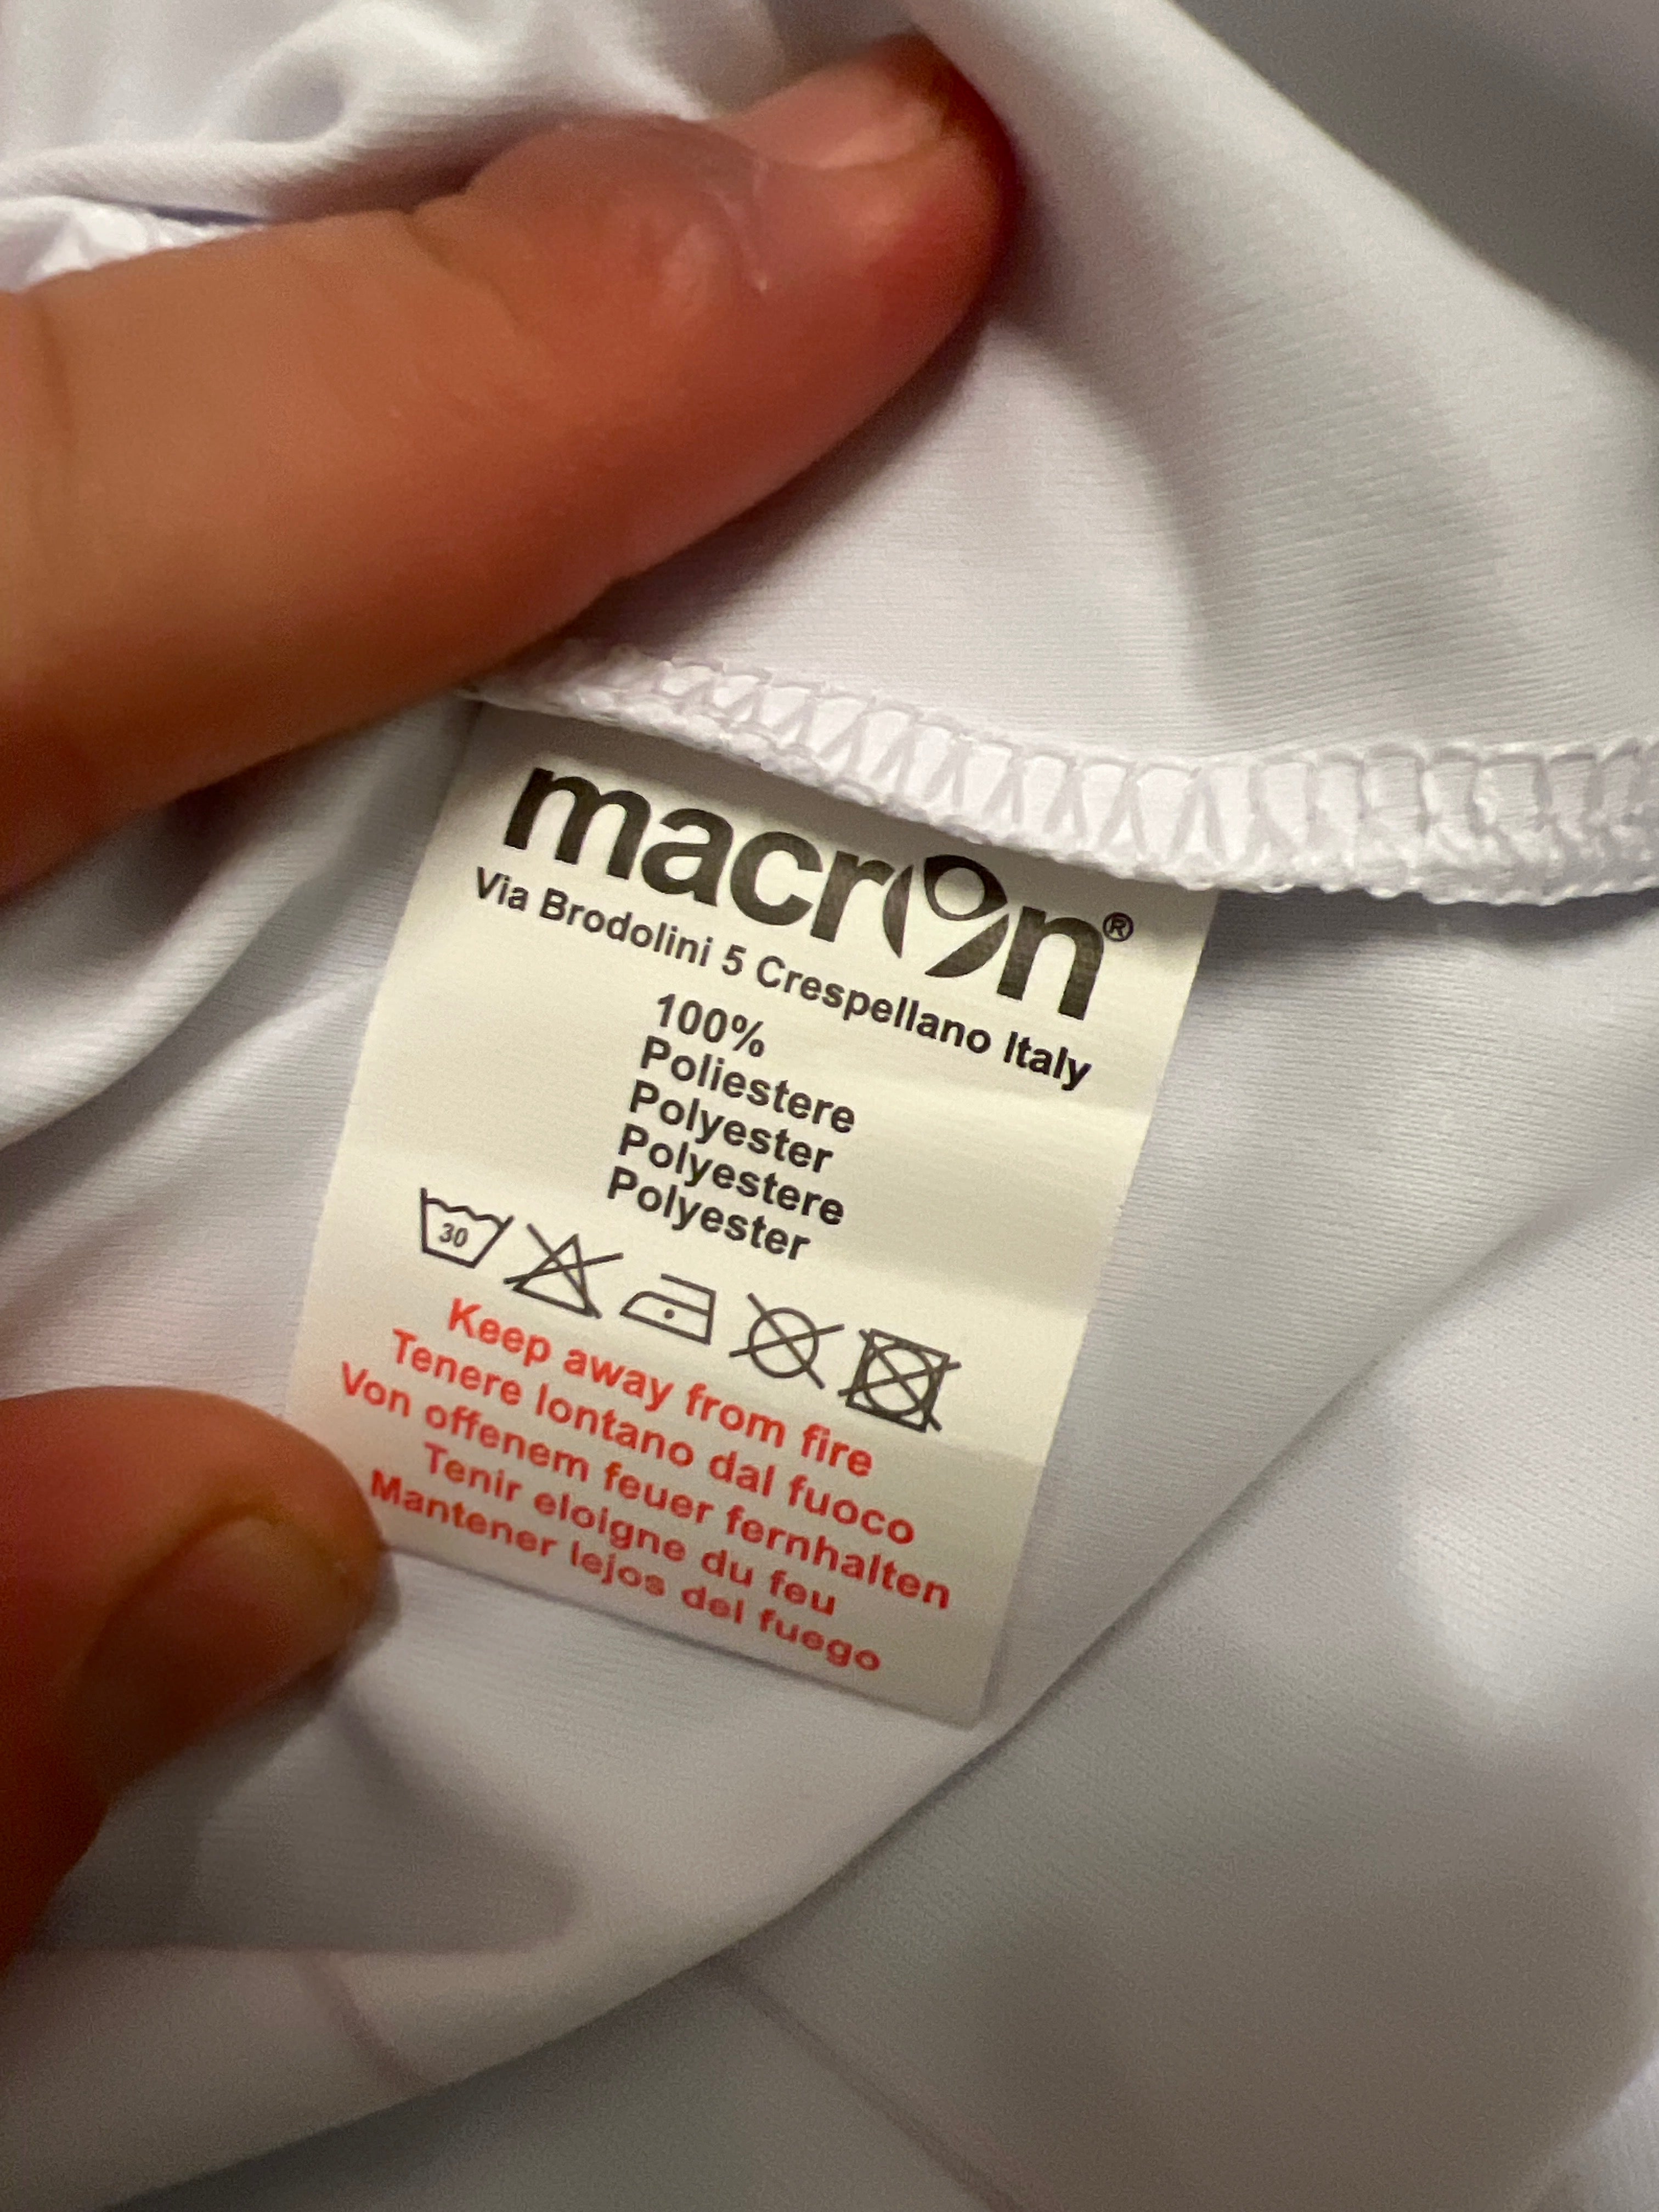 macron®
Via Brodolini 5 Crespellano Italy
100%
Poliestere
Polyester
Polyestere
Polyester
30
Keep away from fire
Tenere lontano dal fuoco
Von offenem feuer fernhalten
Tenir eloigne du feu
Mantener lejos del fuego